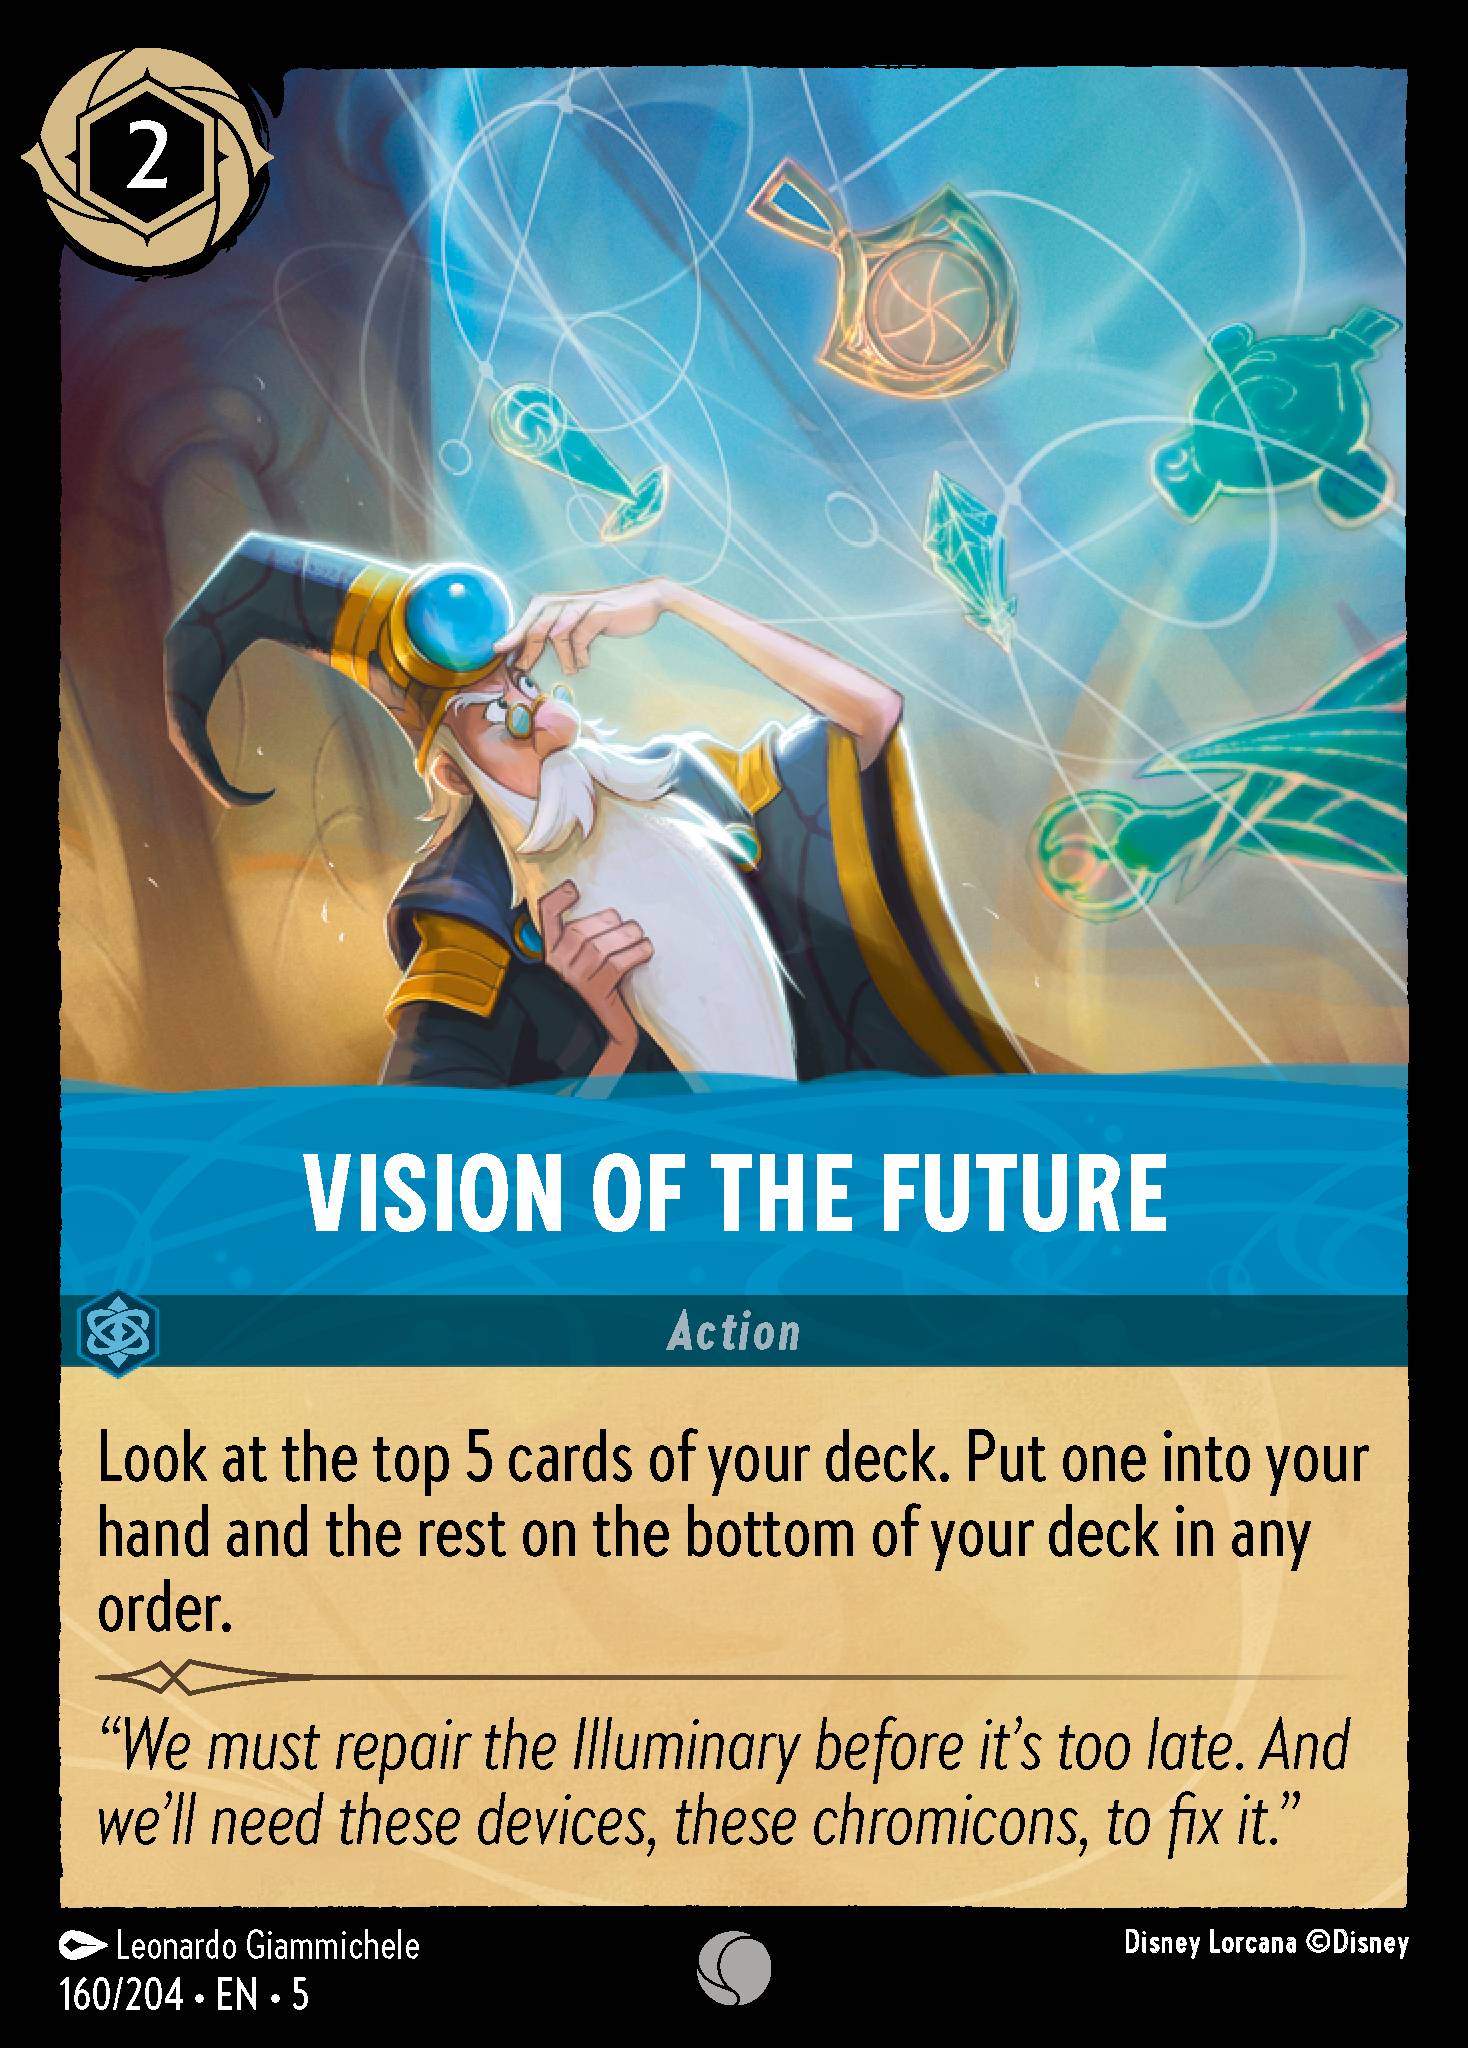 2
VISION OF THE FUTURE
Action
Look at the top 5 cards of your deck. Put one into your
hand and the rest on the bottom of your deck in any
order.
“We must repair the Illuminary before it’s too late. And
we’ll need these devices, these chromicons, to fix it.”
Leonardo Giammichele
Disney Lorcana ©Disney
160/204 • EN • 5